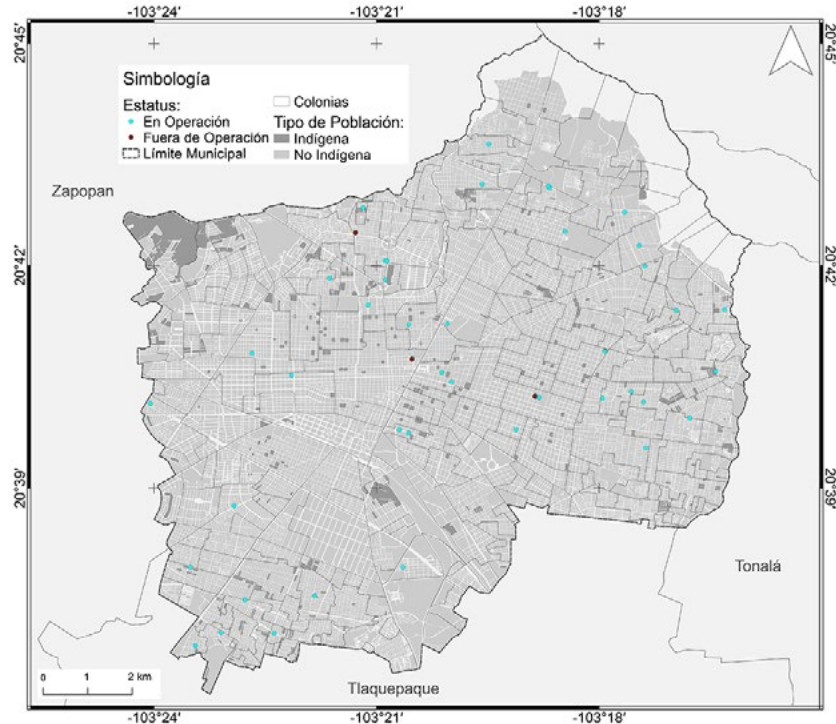 -103°24'
-103°21'
-103°18'
20°45'
20°45'
Simbología
Estatus:
En Operación
Fuera de Operación
Límite Municipal
Colonias
Tipo de Población:
Indígena
No Indígena
Zapopan
20°42'
20°42'
20°39'
20°39'
Tonalá
0 1 2 km
Tlaquepaque
-103°24'
-103°21'
-103°18'